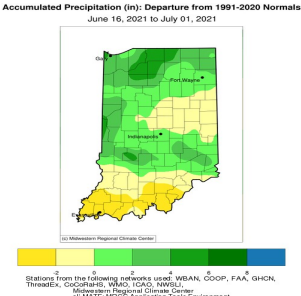 Accumulated Precipitation (in): Departure from 1991-2020 Normals
June 16, 2021 to July 01, 2021
Gary
Fort Wayne
Indianapolis
(c) Midwestern Regional Climate Center
-2 0 2 4 6 8
Stations from the following networks used: WBAN, COOP, FAA, GHCN,
ThreadEx, CoCoRaHS, WMO, ICAO, NWSLI,
Midwestern Regional Climate Center